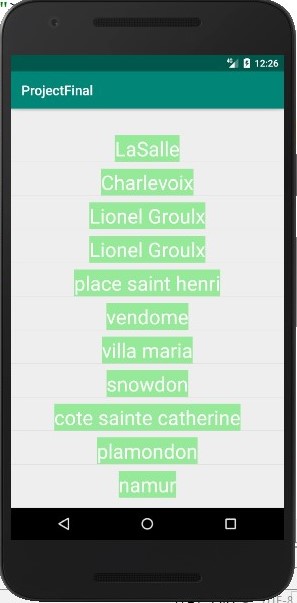 ">
12:26
ProjectFinal
LaSalle
Charlevoix
Lionel Groulx
Lionel Groulx
place saint henri
vendome
villa maria
snowdon
cote sainte catherine
plamondon
namur